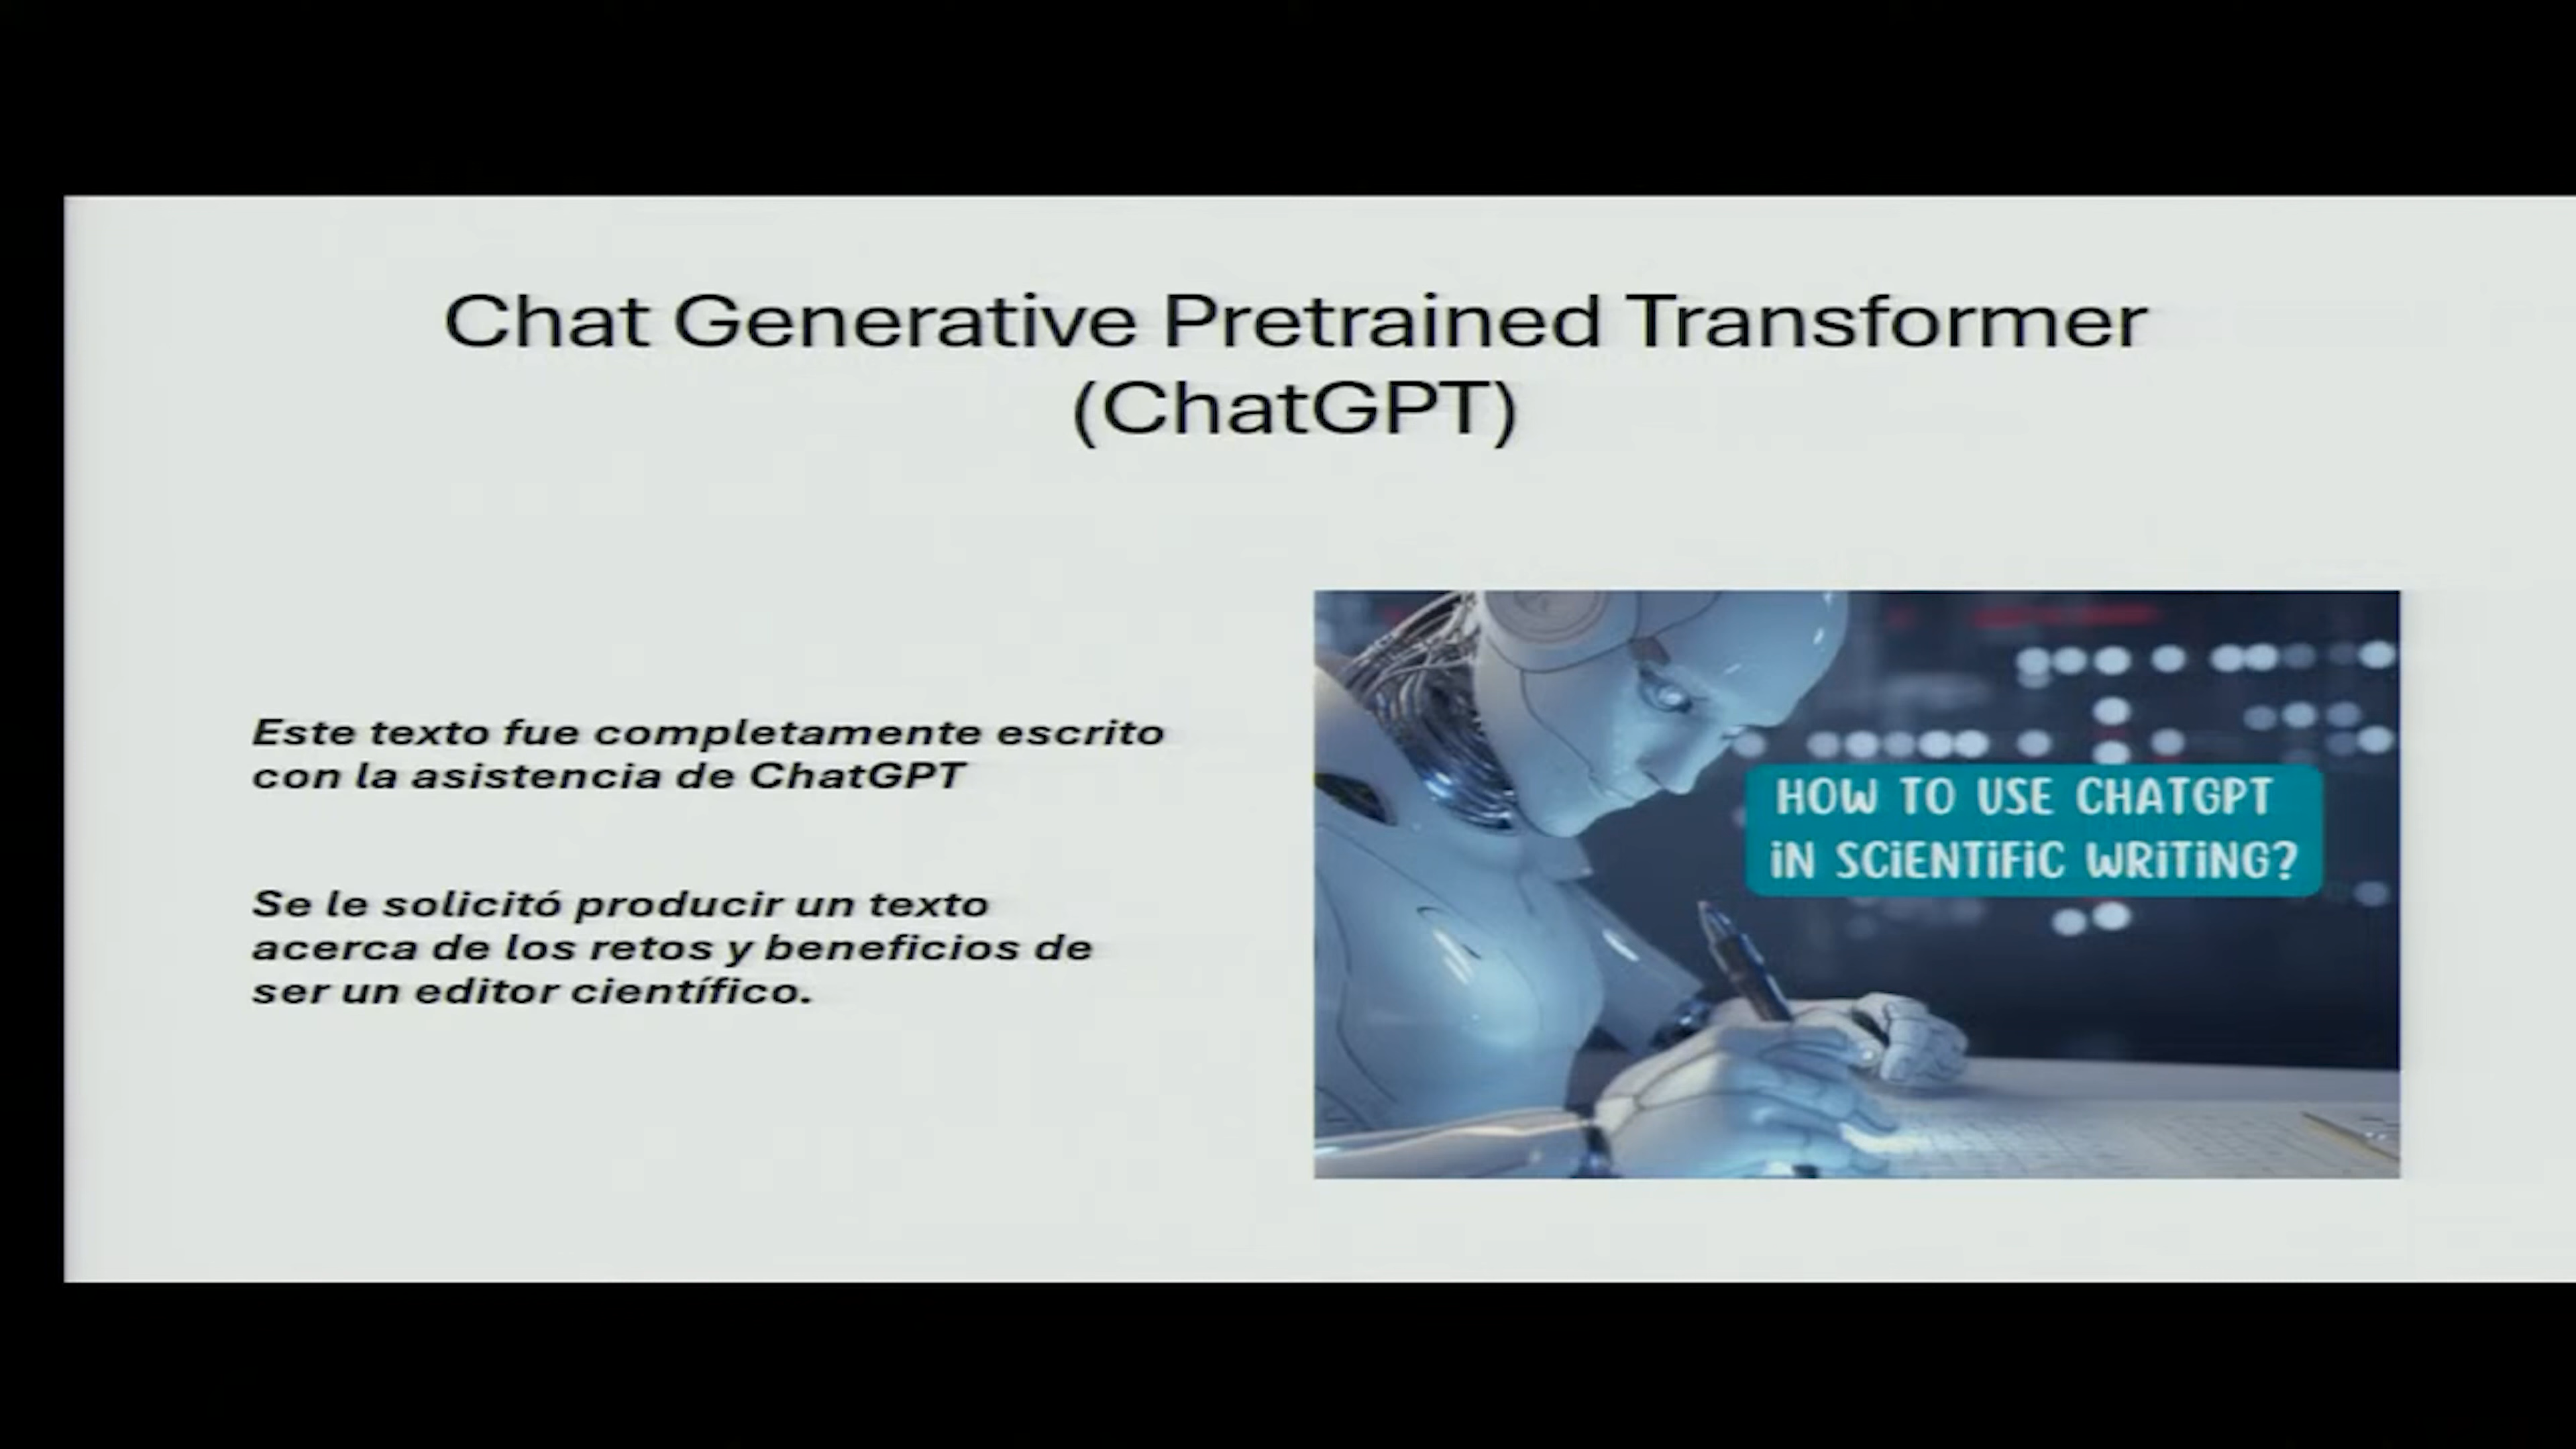 Chat Generative Pretrained Transformer
(ChatGPT)
Este texto fue completamente escrito
con la asistencia de ChatGPT
Se le solicitó producir un texto
acerca de los retos y beneficios de
ser un editor científico.
HOW TO USE CHATGPT
iN SCiENTiFiC WRiTiNG?